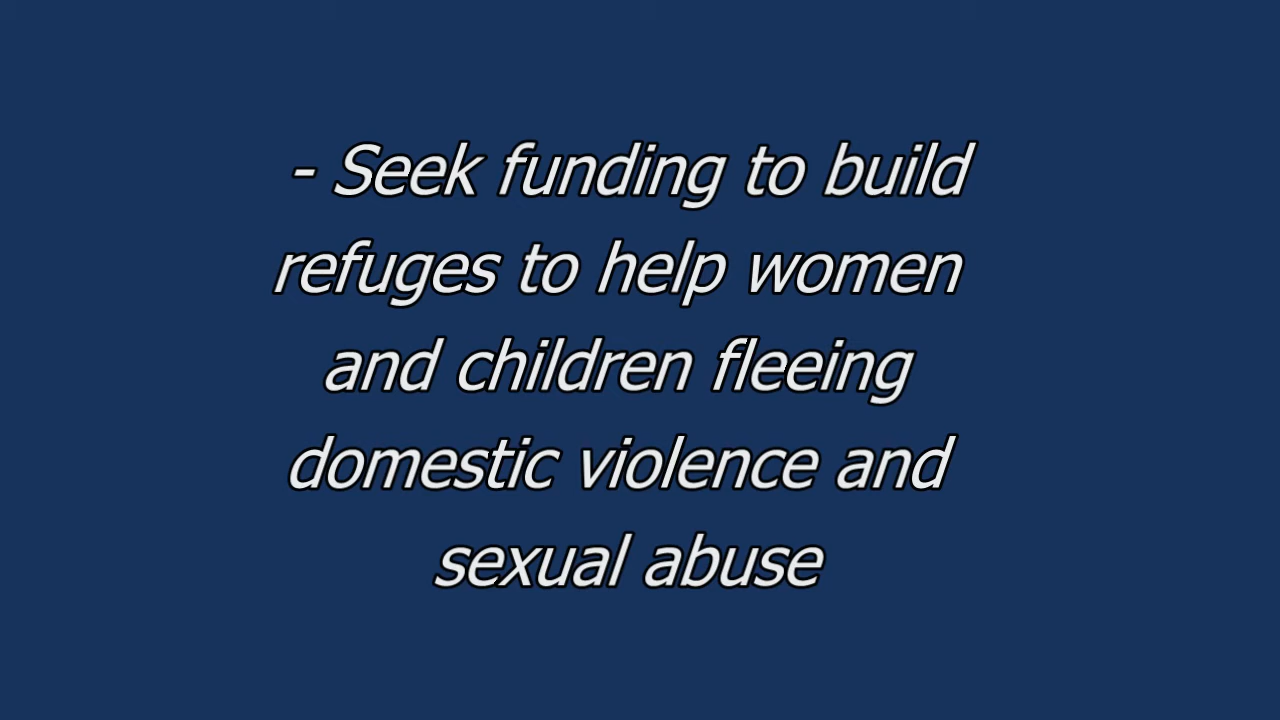 - Seek funding to build
refuges to help women
and children fleeing
domestic violence and
sexual abuse